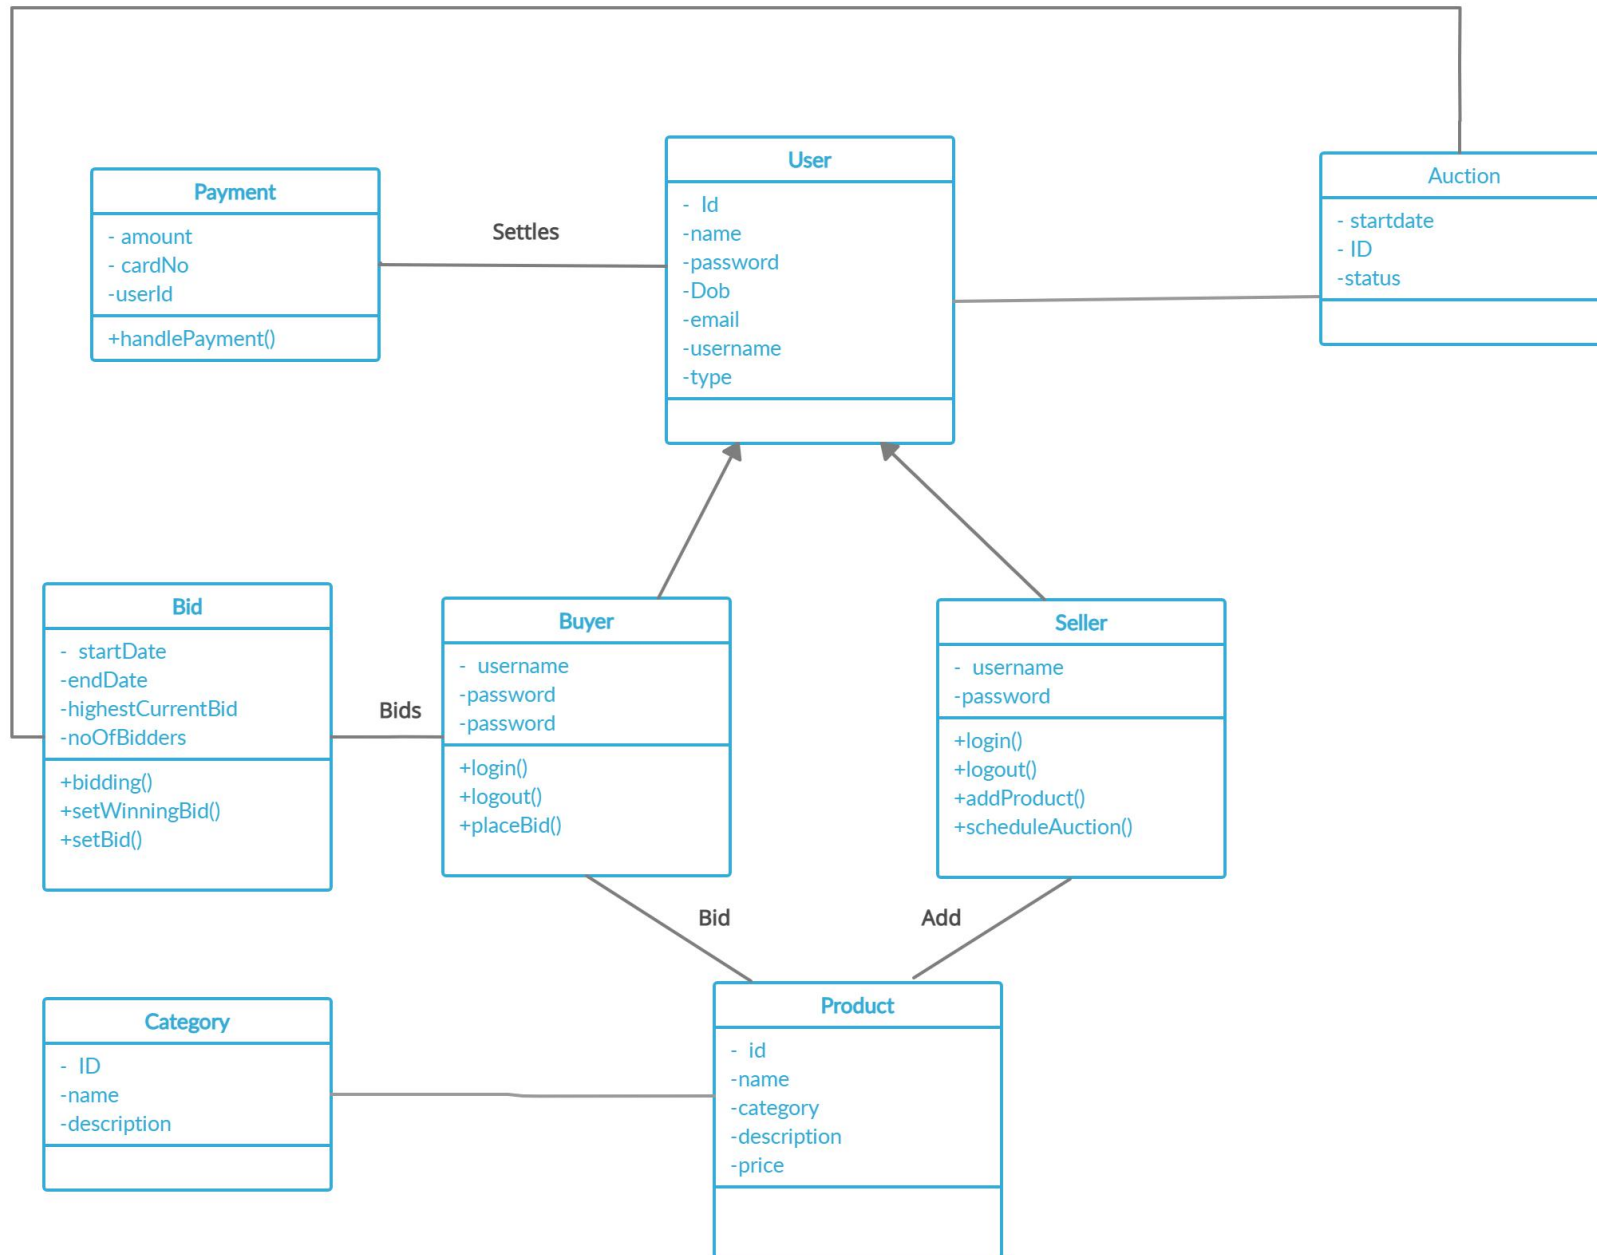 User
- Id
-name
-password
-Dob
-email
-username
-type
Payment
- amount
- cardNo
-userId
+handlePayment()
Settles
Auction
- startdate
- ID
-status
Bid
- startDate
-endDate
-highestCurrentBid
-noOfBidders
+bidding()
+setWinningBid()
+setBid()
Bids
Buyer
- username
-password
-password
+login()
+logout()
+placeBid()
Seller
- username
-password
+login()
+logout()
+addProduct()
+scheduleAuction()
Bid
Add
Category
- ID
-name
-description
Product
- id
-name
-category
-description
-price